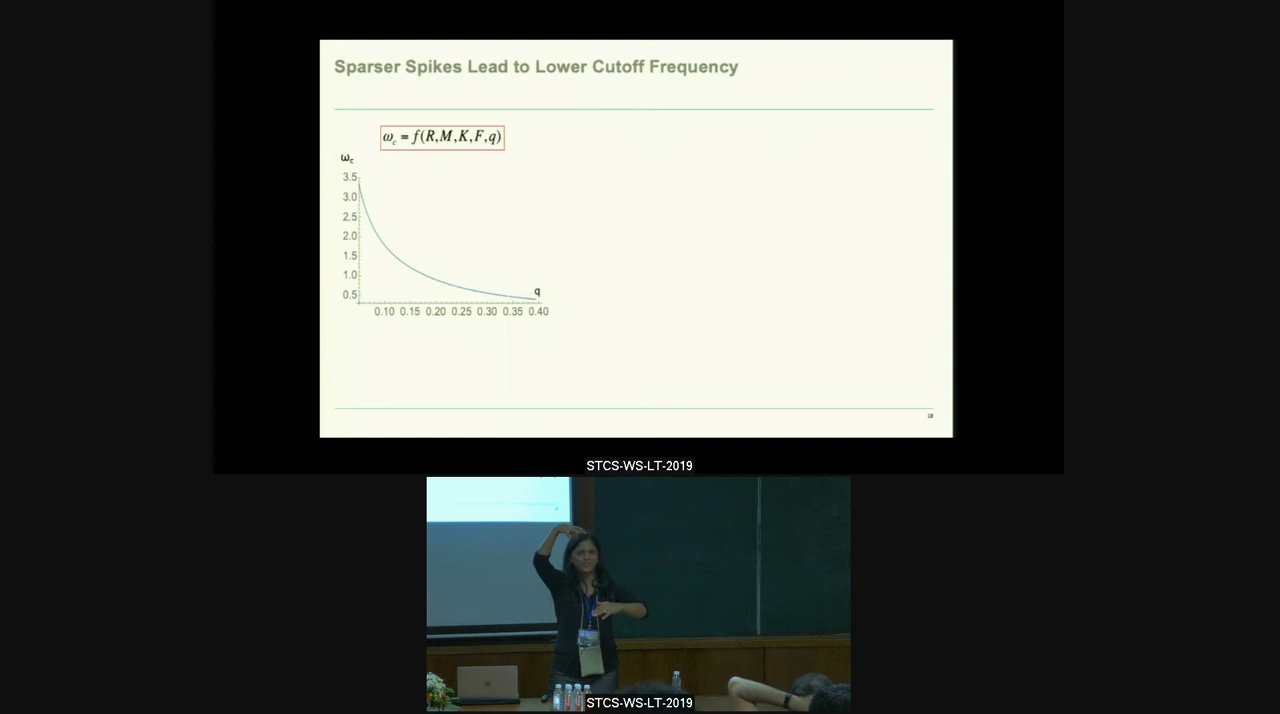 Sparser Spikes Lead to Lower Cutoff Frequency
ω_c = f(R,M,K,F,q)
ω_c
3.5
3.0
2.5
2.0
1.5
1.0
0.5
q
0.10 0.15 0.20 0.25 0.30 0.35 0.40
18
STCS-WS-LT-2019
STCS-WS-LT-2019